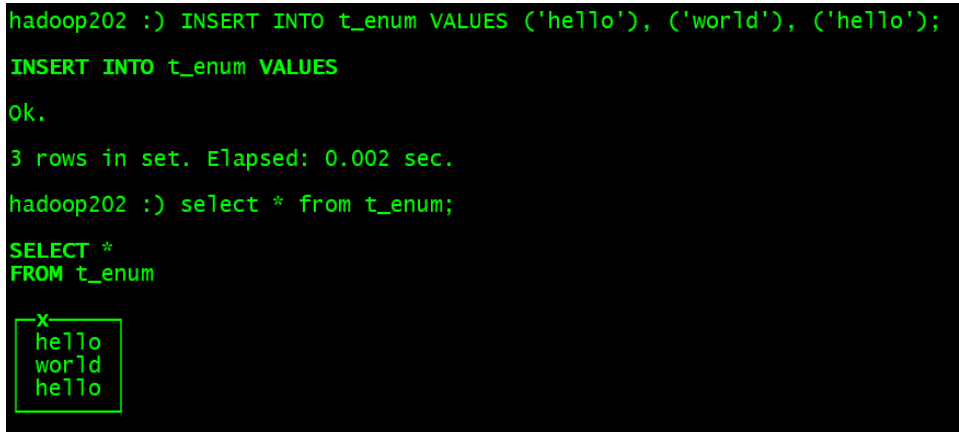 hadoop202 :) INSERT INTO t_enum VALUES ('hello'), ('world'), ('hello');
INSERT INTO t_enum VALUES
Ok.
3 rows in set. Elapsed: 0.002 sec.
hadoop202 :) select * from t_enum;
SELECT *
FROM t_enum
x
hello
world
hello